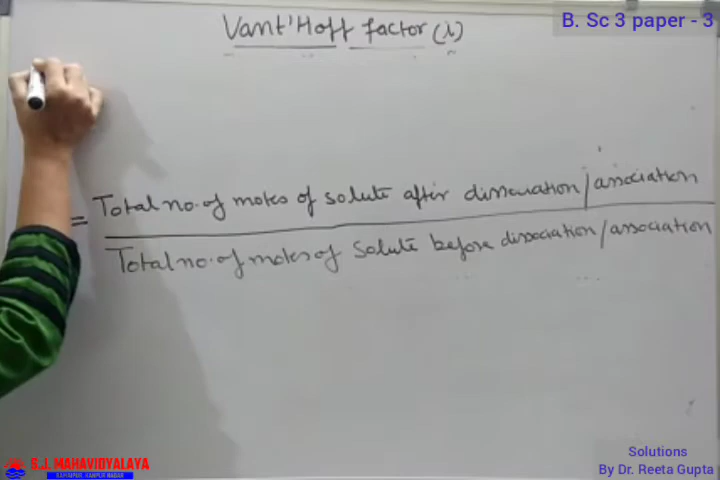 Vant'Hoff factor (i)
B. Sc 3 paper - 3
= Total no. of moles of solute after dissociation / association
Total no. of moles of solute before dissociation / association
S.J. MAHAVIDYALAYA
Solutions
By Dr. Reeta Gupta